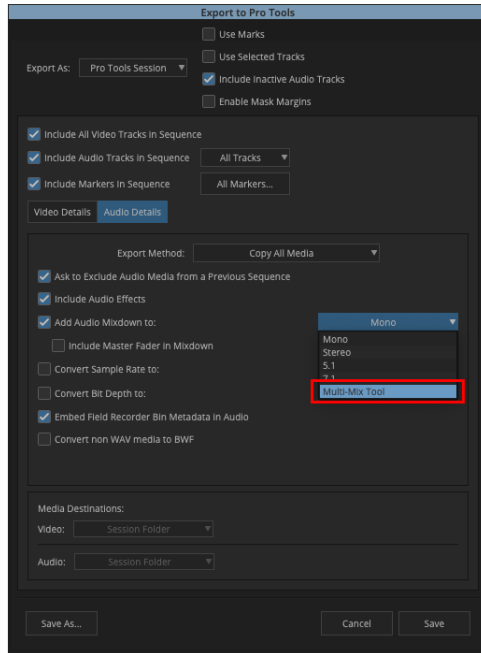 Export to Pro Tools
Use Marks
Export As: Pro Tools Session
Use Selected Tracks
Include Inactive Audio Tracks
Enable Mask Margins
Include All Video Tracks in Sequence
Include Audio Tracks in Sequence All Tracks
Include Markers in Sequence All Markers...
Video Details Audio Details
Export Method: Copy All Media
Ask to Exclude Audio Media from a Previous Sequence
Include Audio Effects
Add Audio Mixdown to: Mono
Include Master Fader in Mixdown
Mono
Stereo
5.1
7.1
Multi-Mix Tool
Convert Sample Rate to:
Convert Bit Depth to:
Embed Field Recorder Bin Metadata in Audio
Convert non WAV media to BWF
Media Destinations:
Video: Session Folder
Audio: Session Folder
Save As... Cancel Save